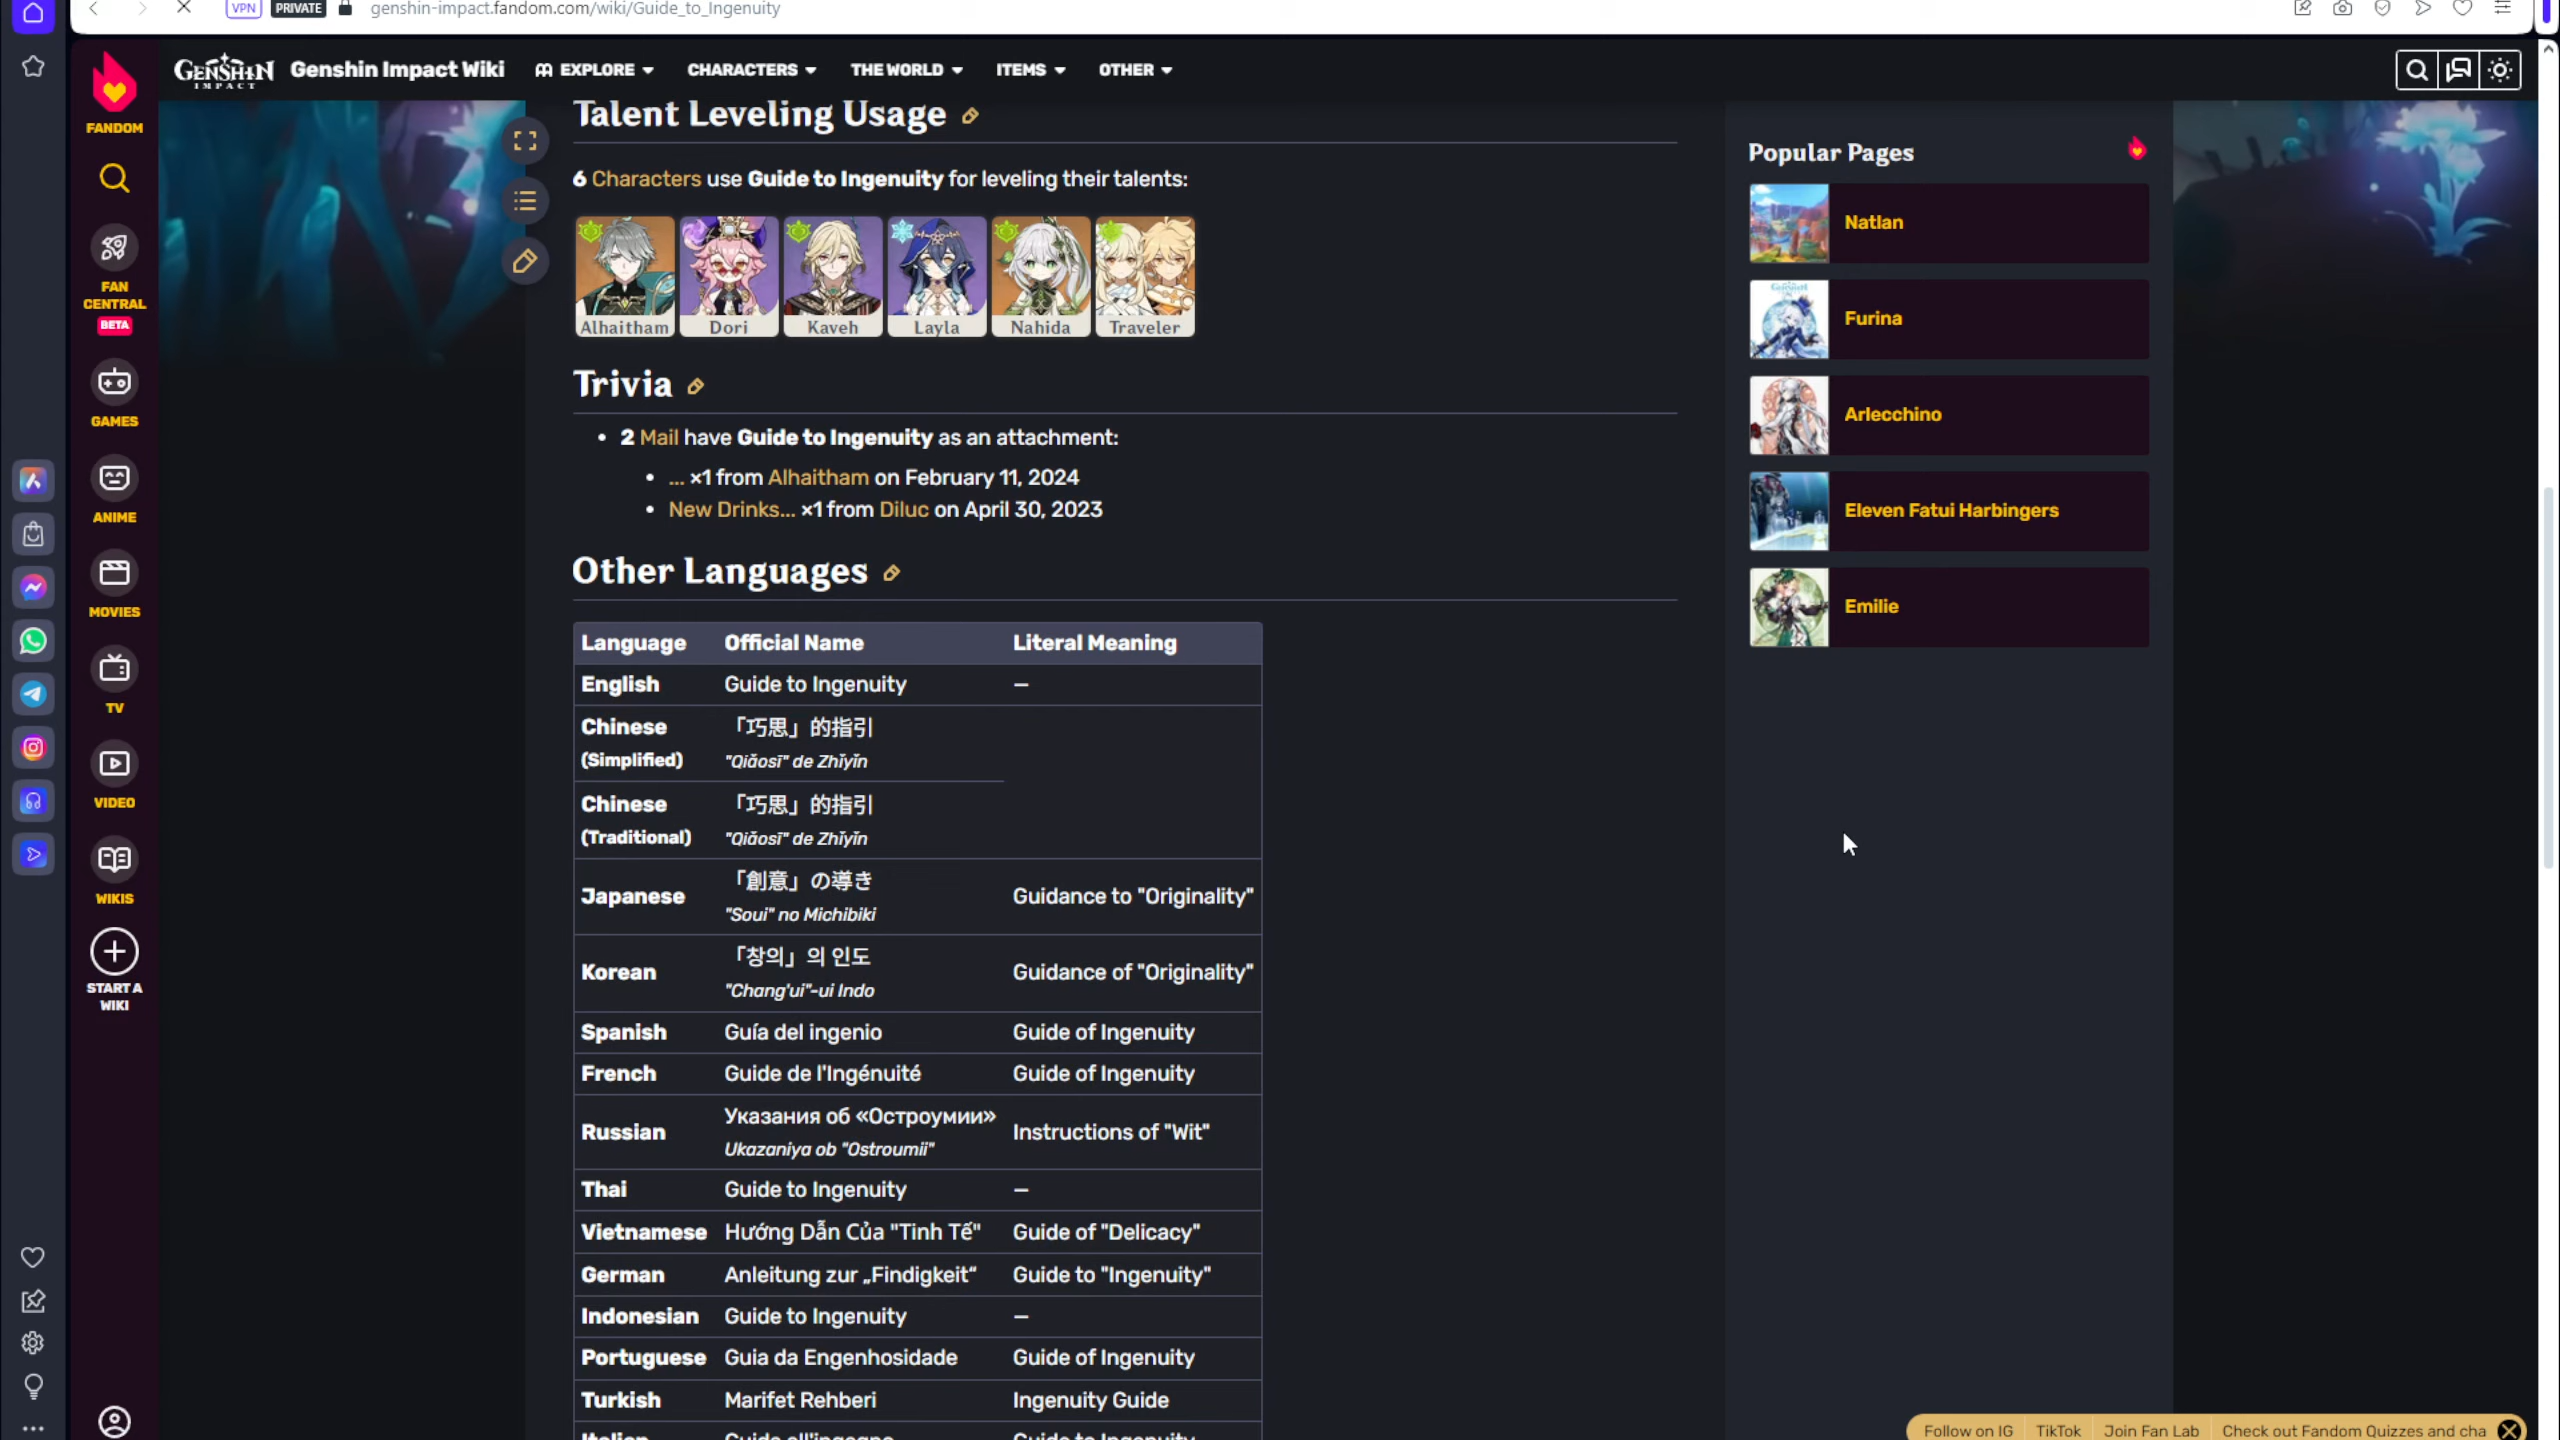 VPN PRIVATE genshin-impact.fandom.com/wiki/Guide_to_Ingenuity
GENSHIN IMPACT Genshin Impact Wiki EXPLORE CHARACTERS THE WORLD ITEMS OTHER
FANDOM
FAN CENTRAL
BETA
GAMES
ANIME
MOVIES
TV
VIDEO
WIKIS
START A WIKI
Talent Leveling Usage
6 Characters use Guide to Ingenuity for leveling their talents:
Alhaitham Dori Kaveh Layla Nahida Traveler
Trivia
2 Mail have Guide to Ingenuity as an attachment:
... ×1 from Alhaitham on February 11, 2024
New Drinks... ×1 from Diluc on April 30, 2023
Other Languages
Language Official Name Literal Meaning
English Guide to Ingenuity —
Chinese (Simplified) 「巧思」的指引
"Qiǎosī" de Zhǐyǐn
Chinese (Traditional) 「巧思」的指引
"Qiǎosī" de Zhǐyǐn
Japanese 「創意」の導き Guidance to "Originality"
"Soui" no Michibiki
Korean 「창의」의 인도 Guidance of "Originality"
"Chang'ui"-ui Indo
Spanish Guía del ingenio Guide of Ingenuity
French Guide de l'Ingénuité Guide of Ingenuity
Russian Указания об «Остроумии» Instructions of "Wit"
Ukazaniya ob "Ostroumii"
Thai Guide to Ingenuity —
Vietnamese Hướng Dẫn Của "Tinh Tế" Guide of "Delicacy"
German Anleitung zur „Findigkeit“ Guide to "Ingenuity"
Indonesian Guide to Ingenuity —
Portuguese Guia da Engenhosidade Guide of Ingenuity
Turkish Marifet Rehberi Ingenuity Guide
Italian Guida all'ingegno Guide to Ingenuity
Popular Pages
Natlan
Furina
Arlecchino
Eleven Fatui Harbingers
Emilie
Follow on IG TikTok Join Fan Lab Check out Fandom Quizzes and cha